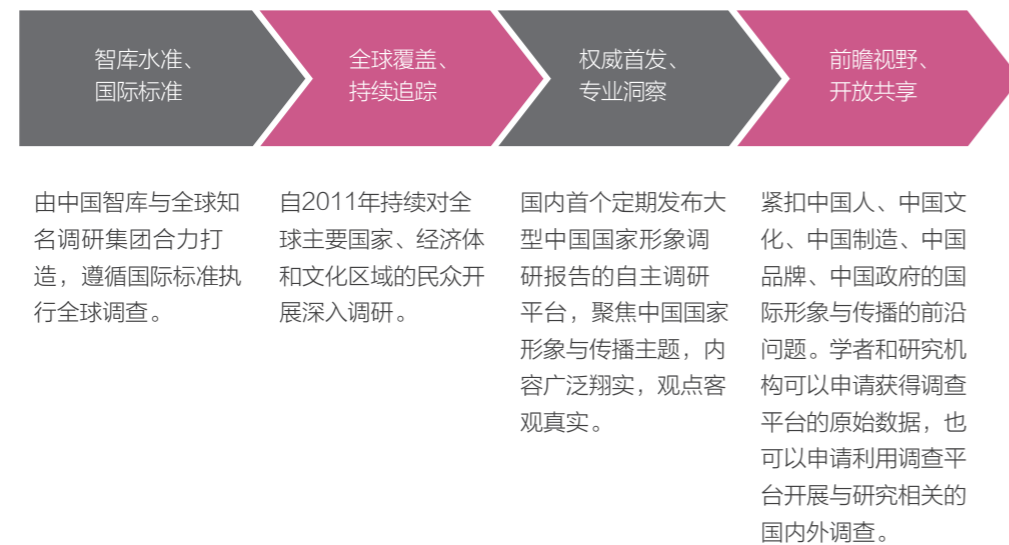 智库水准、
国际标准
全球覆盖、
持续追踪
权威首发、
专业洞察
前瞻视野、
开放共享
由中国智库与全球知
名调研集团合力打
造，遵循国际标准执
行全球调查。
自2011年持续对全
球主要国家、经济体
和文化区域的民众开
展深入调研。
国内首个定期发布大
型中国国家形象调
研报告的自主调研
平台，聚焦中国国家
形象与传播主题，内
容广泛翔实，观点客
观真实。
紧扣中国人、中国文
化、中国制造、中国
品牌、中国政府的国
际形象与传播的前沿
问题。学者和研究机
构可以申请获得调查
平台的原始数据，也
可以申请利用调查平
台开展与研究相关的
国内外调查。